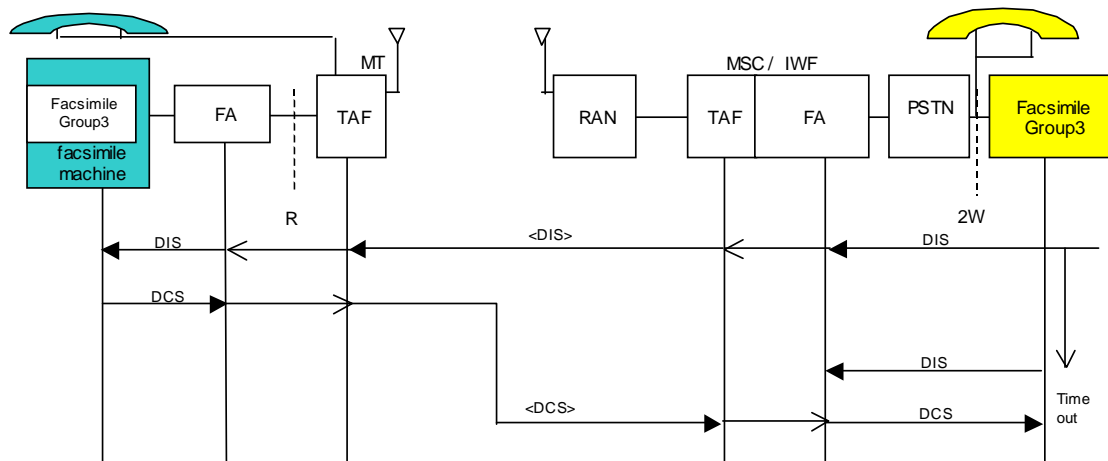 MT
MSC / IWF
Facsimile
Group3
facsimile
machine
FA
TAF
RAN
TAF
FA
PSTN
Facsimile
Group3
R
2W
DIS
<DIS>
DIS
DCS
DIS
<DCS>
DCS
Time
out